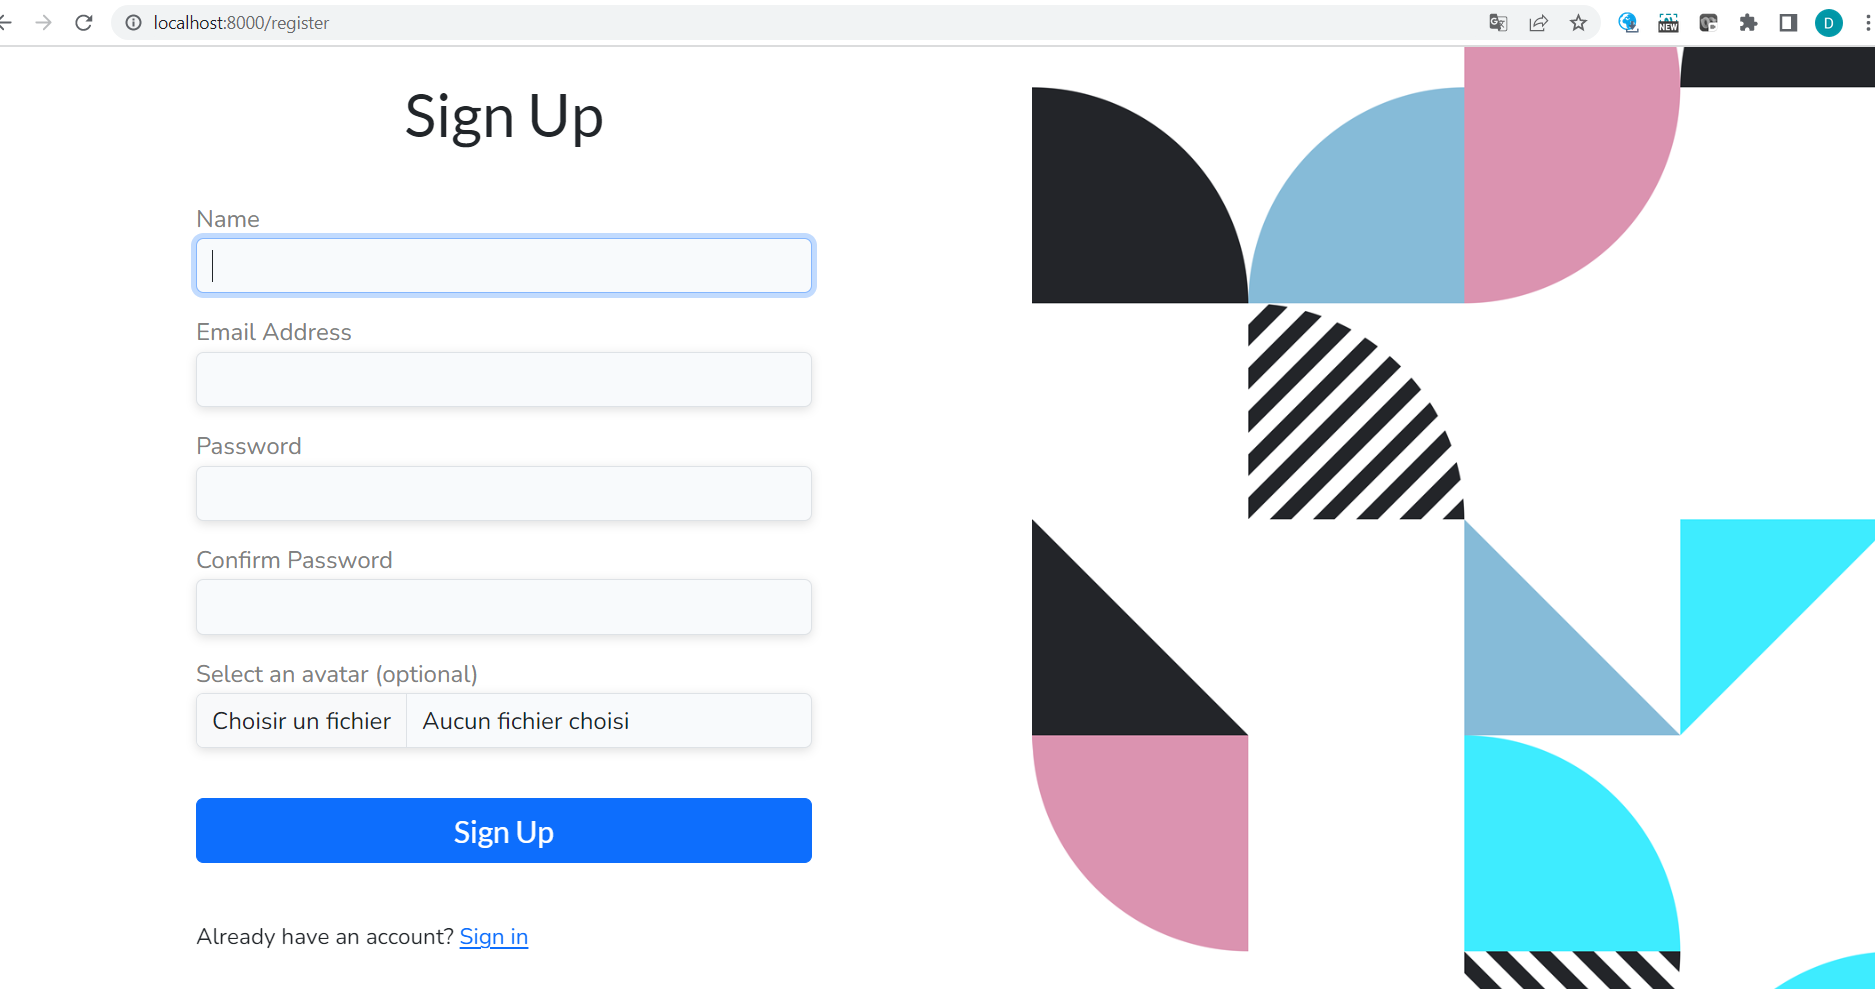 localhost:8000/register
NEW
D
Sign Up
Name
Email Address
Password
Confirm Password
Select an avatar (optional)
Choisir un fichier Aucun fichier choisi
Sign Up
Already have an account? Sign in